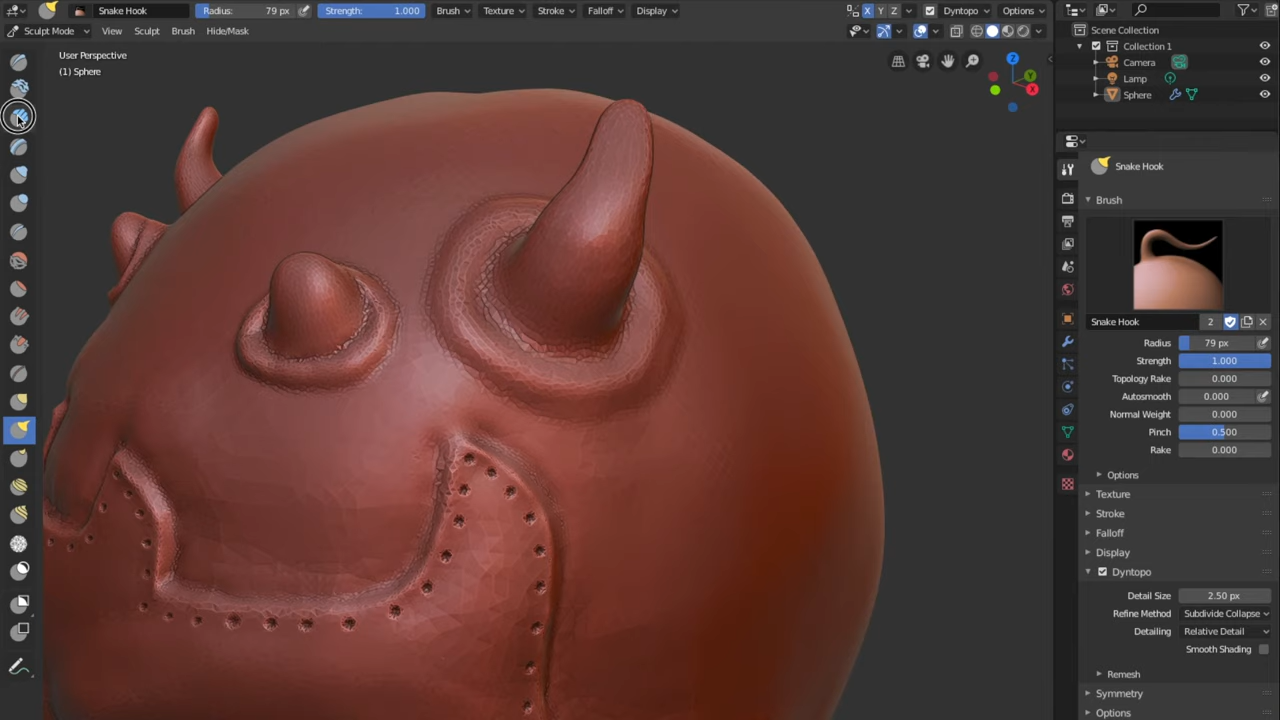 Snake Hook Radius: 79 px Strength: 1.000 Brush Texture Stroke Falloff Display X Y Z Dyntopo Options
Sculpt Mode View Sculpt Brush Hide/Mask
User Perspective
(1) Sphere
Z
Y
X
Scene Collection
Collection 1
Camera
Lamp
Sphere
Snake Hook
Brush
Snake Hook 2
Radius 79 px
Strength 1.000
Topology Rake 0.000
Autosmooth 0.000
Normal Weight 0.000
Pinch 0.500
Rake 0.000
Options
Texture
Stroke
Falloff
Display
Dyntopo
Detail Size 2.50 px
Refine Method Subdivide Collapse
Detailing Relative Detail
Smooth Shading
Remesh
Symmetry
Options